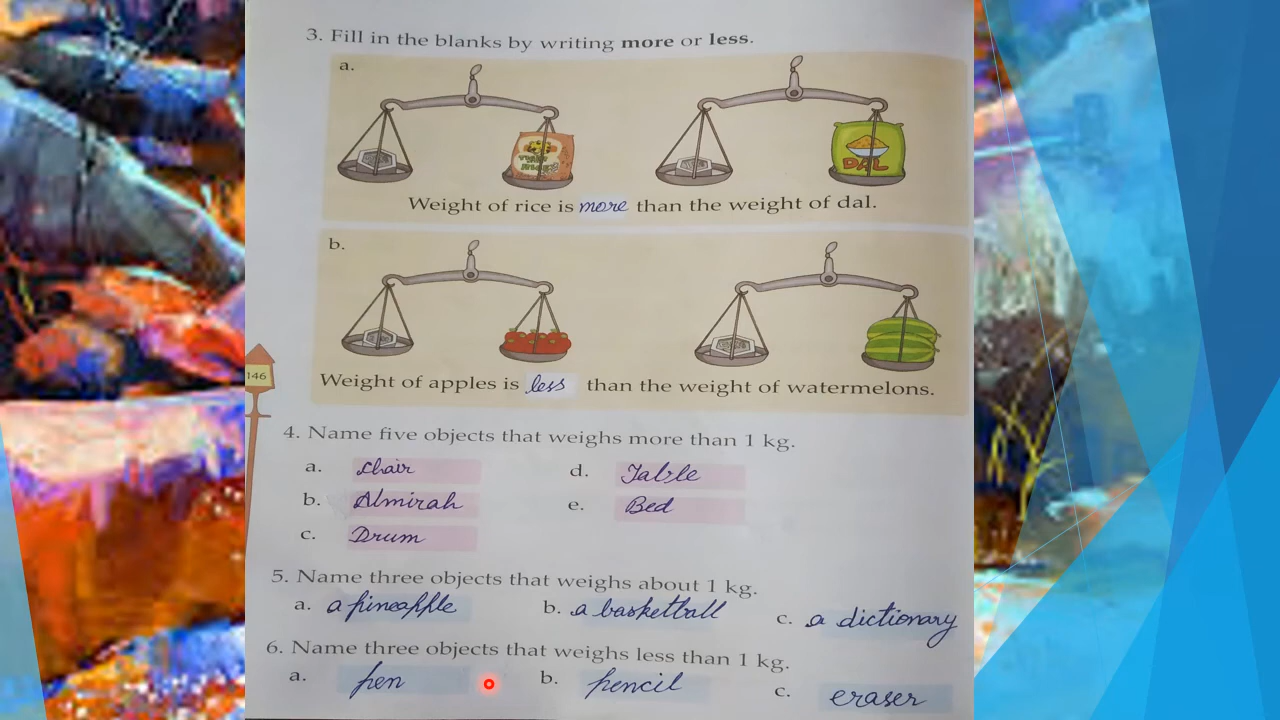 3. Fill in the blanks by writing more or less.
a.
DAL
Weight of rice is more than the weight of dal.
b.
146
Weight of apples is less than the weight of watermelons.
4. Name five objects that weighs more than 1 kg.
a. Chair d. Table
b. Almirah e. Bed
c. Drum
5. Name three objects that weighs about 1 kg.
a. a pineapple b. a basketball c. a dictionary
6. Name three objects that weighs less than 1 kg.
a. pen b. pencil c. eraser